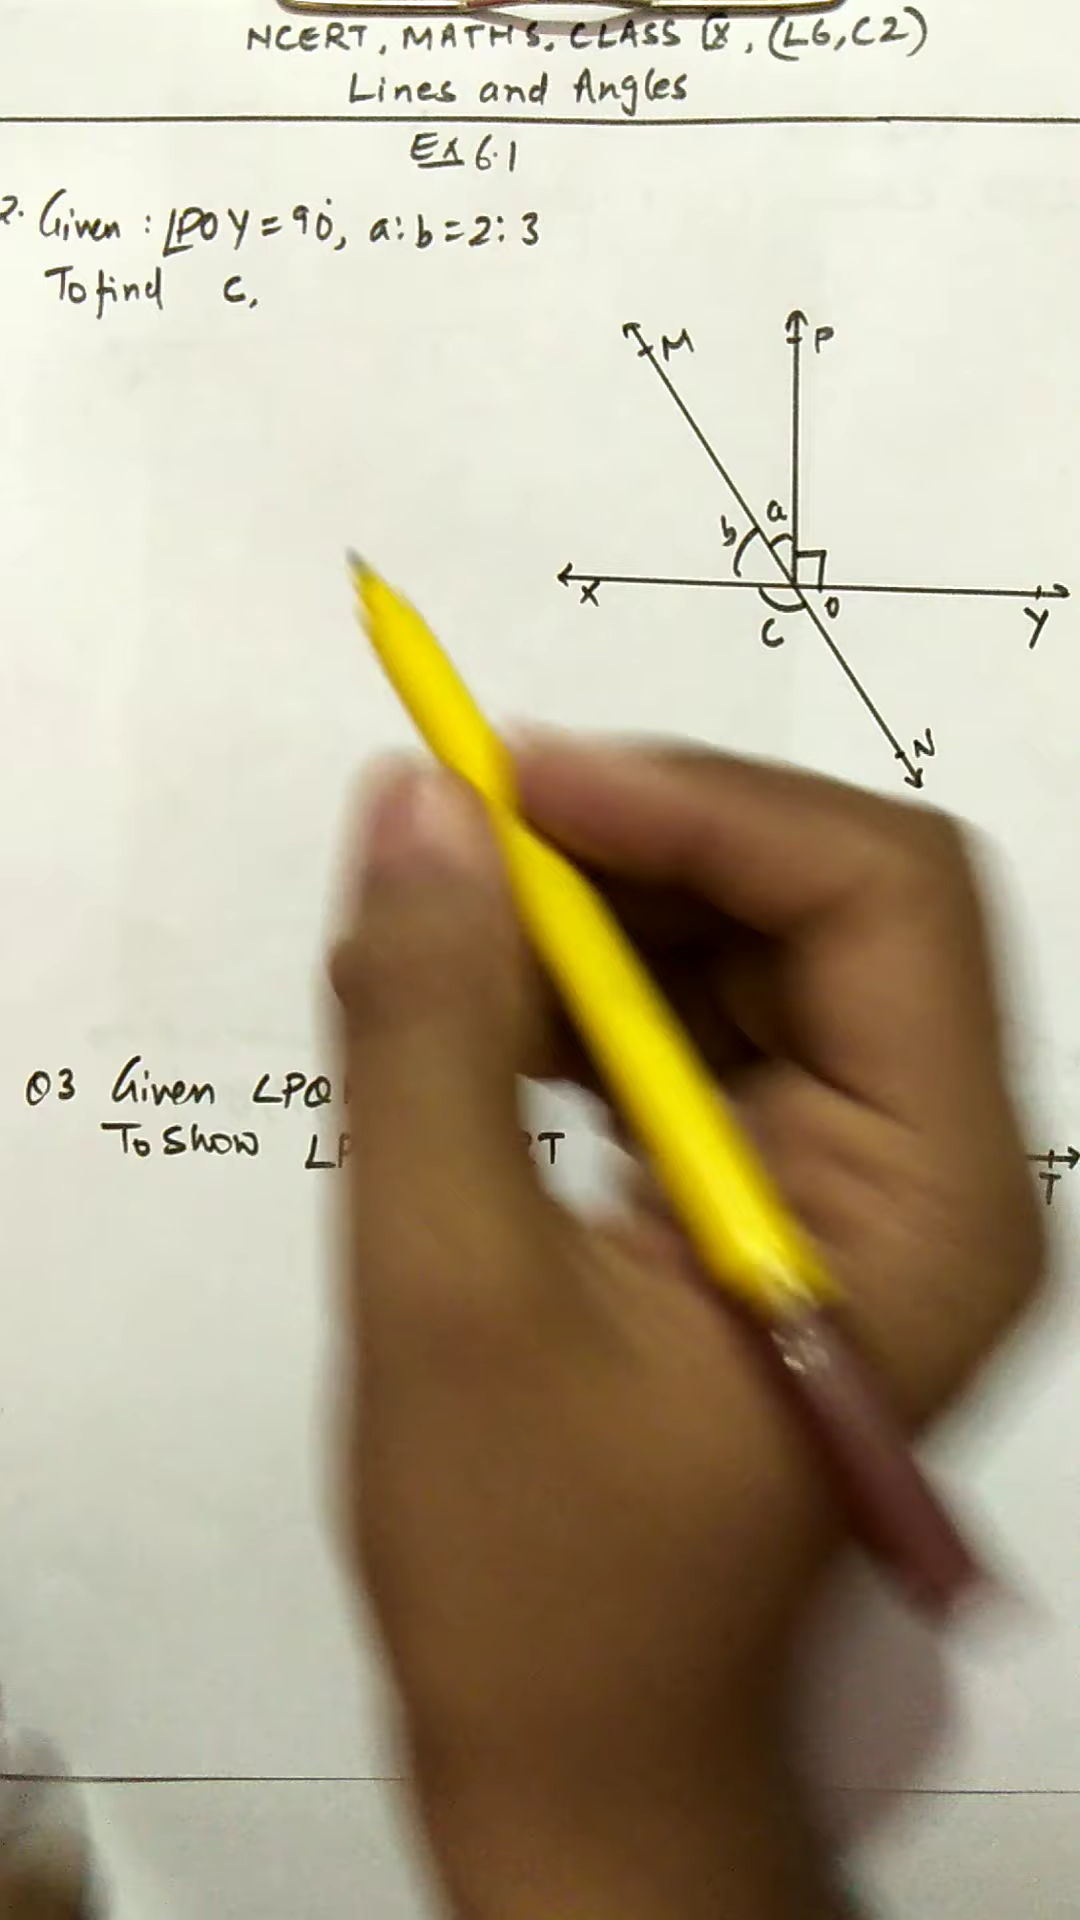 NCERT, MATHS, CLASS IX, (L6, C2)
Lines and Angles
Ex 6.1
2. Given : ∠POY = 90°, a:b = 2:3
To find c,
M
P
a
b
X
O
Y
C
N
Q3 Given ∠PQ
To Show ∠P RT
T